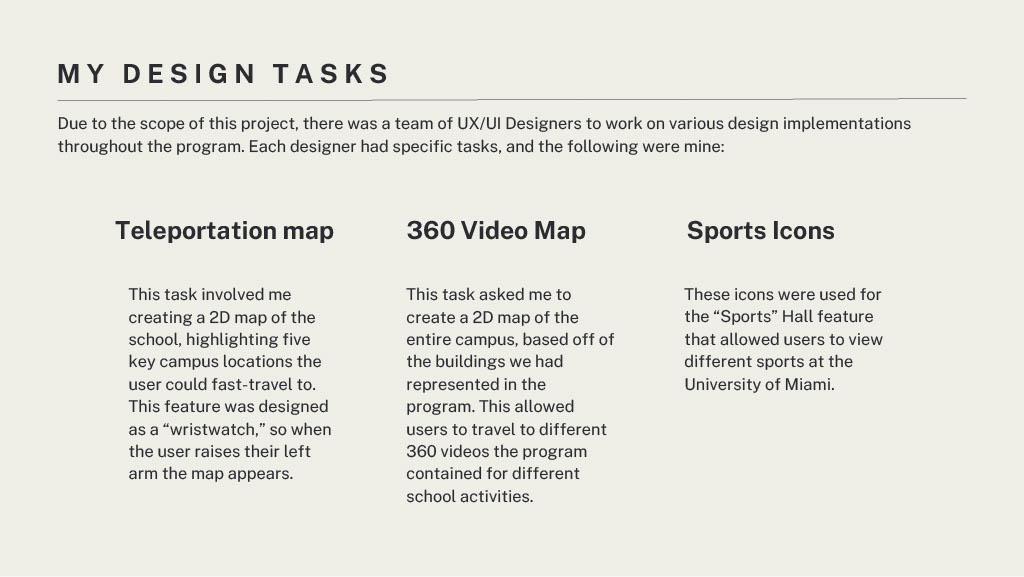 MY DESIGN TASKS
Due to the scope of this project, there was a team of UX/UI Designers to work on various design implementations
throughout the program. Each designer had specific tasks, and the following were mine:
Teleportation map
This task involved me
creating a 2D map of the
school, highlighting five
key campus locations the
user could fast-travel to.
This feature was designed
as a “wristwatch,” so when
the user raises their left
arm the map appears.
360 Video Map
This task asked me to
create a 2D map of the
entire campus, based off of
the buildings we had
represented in the
program. This allowed
users to travel to different
360 videos the program
contained for different
school activities.
Sports Icons
These icons were used for
the “Sports” Hall feature
that allowed users to view
different sports at the
University of Miami.